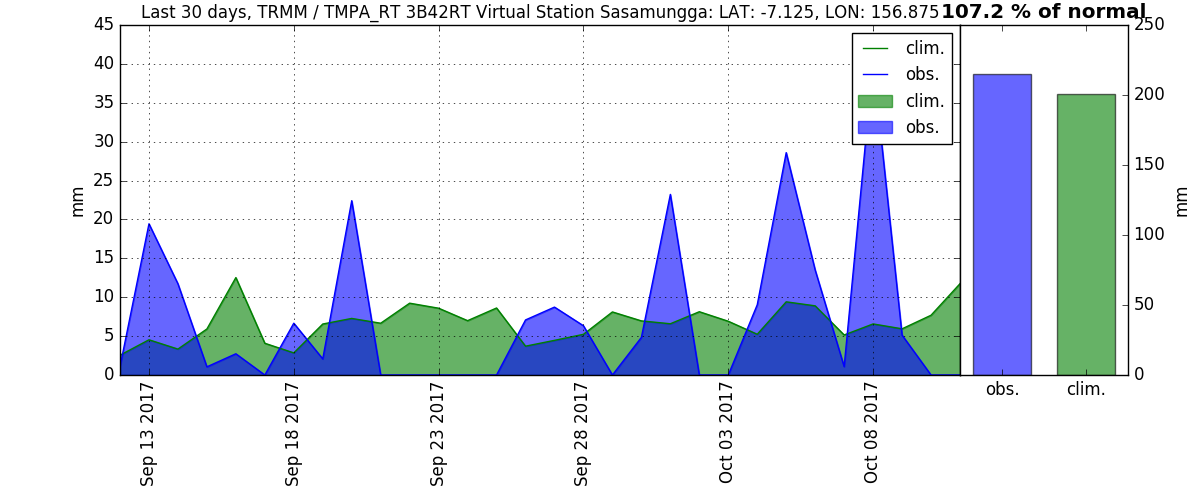 Last 30 days, TRMM / TMPA_RT 3B42RT Virtual Station Sasamungga: LAT: -7.125, LON: 156.875 107.2 % of normal
45
40
35
30
25
20
15
10
5
0
mm
clim.
obs.
clim.
obs.
250
200
150
100
50
0
mm
Sep 13 2017
Sep 18 2017
Sep 23 2017
Sep 28 2017
Oct 03 2017
Oct 08 2017
obs. clim.